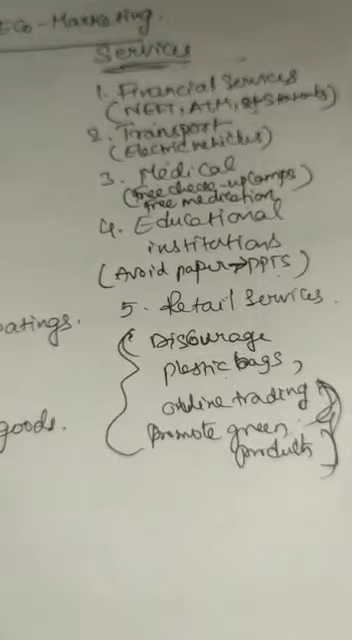 Eco-Marketing.
Services
1. Financial services
(NEFT, ATM,
2. Transport
(Electric vehicles)
3. Medical
(free check-up camps)
free medication
4. Educational
institutions
(Avoid paper→PPTS)
5. Retail services.
oatings.
Discourage
plastic bags,
online trading
goods.
Promote green
products